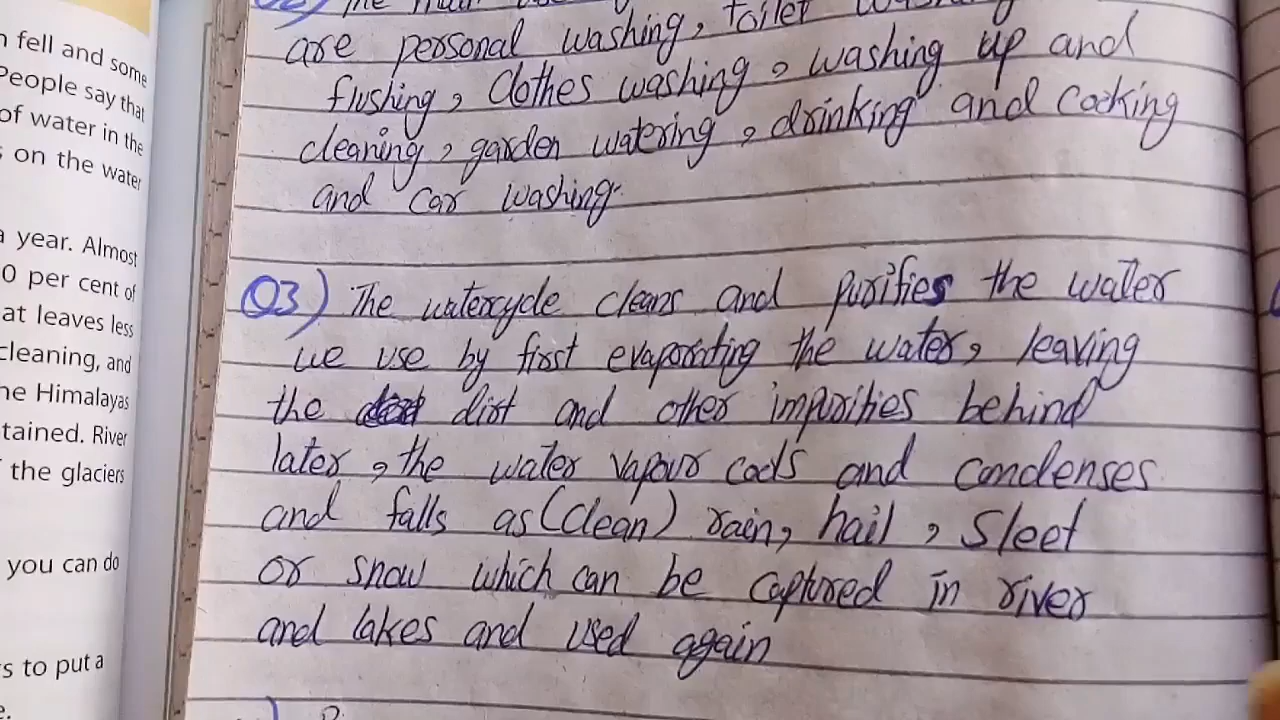 n fell and some
People say that
of water in the
s on the water
a year. Almost
0 per cent of
at leaves less
cleaning, and
he Himalayas
tained. River
the glaciers
you can do
s to put a
e.
The main
are personal washing, toilet
flushing, Clothes washing, washing up and
cleaning, garden watering, drinking and Cooking
and car washing.
Q3) The watercycle cleans and purifies the water
we use by first evaporating the water, leaving
the dirt and other impurities behind
later, the water vapour cools and condenses
and falls as (clean) rain, hail, Sleet
or snow which can be captured in river
and lakes and used again